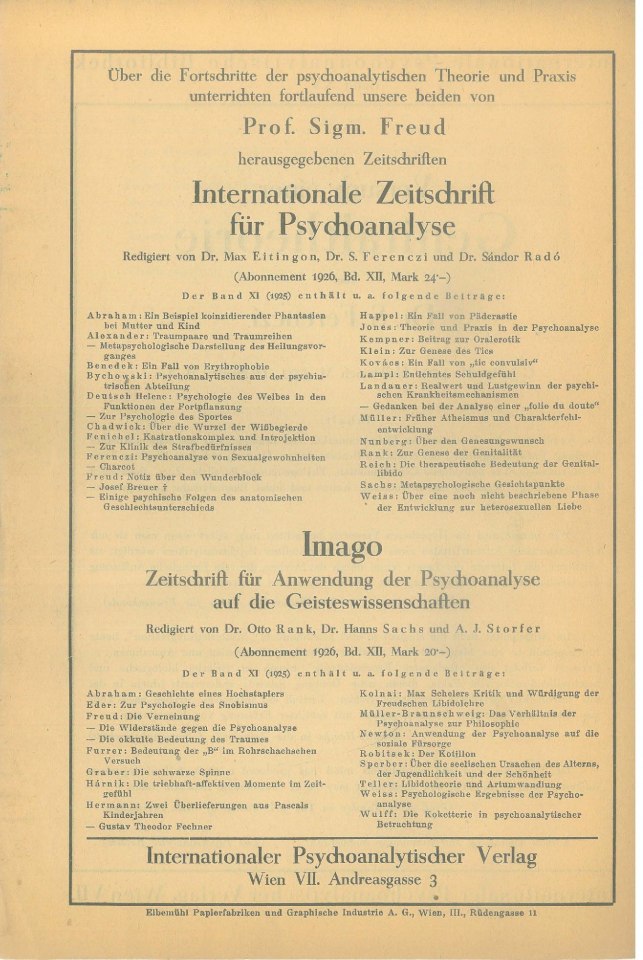 Über die Fortschritte der psychoanalytischen Theorie und Praxis
unterrichten fortlaufend unsere beiden von
Prof. Sigm. Freud
herausgegebenen Zeitschriften
Internationale Zeitschrift
für Psychoanalyse
Redigiert von Dr. Max Eitingon, Dr. S. Ferenczi und Dr. Sándor Radó
(Abonnement 1926, Bd. XII, Mark 24·–)
Der Band XI (1925) enthält u. a. folgende Beiträge:
Abraham: Ein Beispiel koinzidierender Phantasien
bei Mutter und Kind
Alexander: Traumpaare und Traumreihen
— Metapsychologische Darstellung des Heilungsvor-
ganges
Benedek: Ein Fall von Erythrophobie
Bychowski: Psychoanalytisches aus der psychia-
trischen Abteilung
Deutsch Helene: Psychologie des Weibes in den
Funktionen der Fortpflanzung
— Zur Psychologie des Sportes
Chadwick: Über die Wurzel der Wißbegierde
Fenichel: Kastrationskomplex und Introjektion
— Zur Klinik des Strafbedürfnisses
Ferenczi: Psychoanalyse von Sexualgewohnheiten
— Charcot
Freud: Notiz über den Wunderblock
— Josef Breuer †
— Einige psychische Folgen des anatomischen
Geschlechtsunterschieds
Happel: Ein Fall von Päderastie
Jones: Theorie und Praxis in der Psychoanalyse
Kempner: Beitrag zur Oralerotik
Klein: Zur Genese des Tics
Kovács: Ein Fall von „tic convulsiv“
Lampl: Entlehntes Schuldgefühl
Landauer: Realwert und Lustgewinn der psychi-
schen Krankheitsmechanismen
— Gedanken bei der Analyse einer „folie du doute“
Müller: Früher Atheismus und Charakterfehl-
entwicklung
Nunberg: Über den Genesungswunsch
Rank: Zur Genese der Genitalität
Reich: Die therapeutische Bedeutung der Genital-
libido
Sachs: Metapsychologische Gesichtspunkte
Weiss: Über eine noch nicht beschriebene Phase
der Entwicklung zur heterosexuellen Liebe
Imago
Zeitschrift für Anwendung der Psychoanalyse
auf die Geisteswissenschaften
Redigiert von Dr. Otto Rank, Dr. Hanns Sachs und A. J. Storfer
(Abonnement 1926, Bd. XII, Mark 20·–)
Der Band XI (1925) enthält u. a. folgende Beiträge:
Abraham: Geschichte eines Hochstaplers
Eder: Zur Psychologie des Snobismus
Freud: Die Verneinung
— Die Widerstände gegen die Psychoanalyse
— Die okkulte Bedeutung des Traumes
Furrer: Bedeutung der „B“ im Rohrschachschen
Versuch
Graber: Die schwarze Spinne
Hárnik: Die triebhaft-affektiven Momente im Zeit-
gefühl
Hermann: Zwei Überlieferungen aus Pascals
Kinderjahren
— Gustav Theodor Fechner
Kolnai: Max Schelers Kritik und Würdigung der
Freudschen Libidolehre
Müller-Braunschweig: Das Verhältnis der
Psychoanalyse zur Philosophie
Newton: Anwendung der Psychoanalyse auf die
soziale Fürsorge
Robitsek: Der Kotillon
Sperber: Über die seelischen Ursachen des Alterns,
der Jugendlichkeit und der Schönheit
Teller: Libidotheorie und Artumwandlung
Weiss: Psychologische Ergebnisse der Psycho-
analyse
Wulff: Die Koketterie in psychoanalytischer
Betrachtung
Internationaler Psychoanalytischer Verlag
Wien VII. Andreasgasse 3
Elbemühl Papierfabriken und Graphische Industrie A. G., Wien, III., Rüdengasse 11